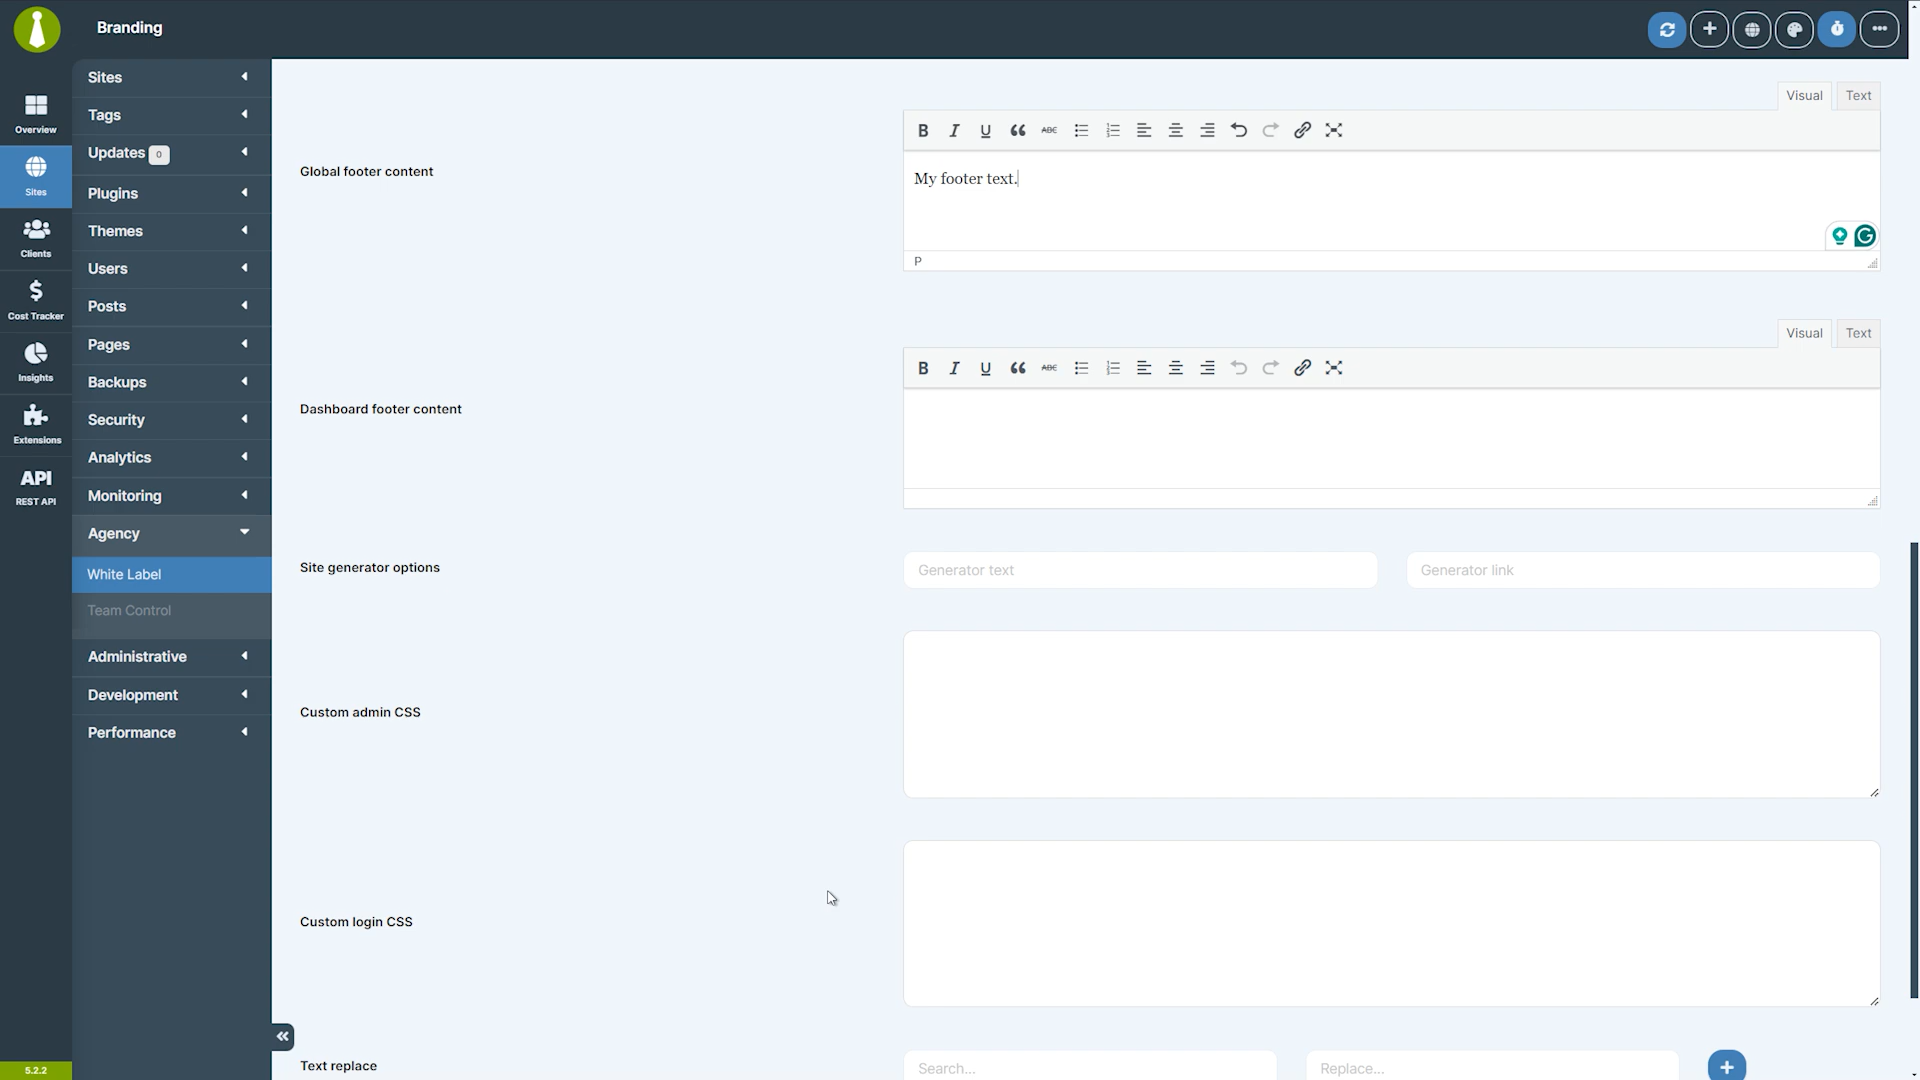 Branding
Overview
Sites
Clients
Cost Tracker
Insights
Extensions
API
REST API
5.2.2
Sites
Tags
Updates 0
Plugins
Themes
Users
Posts
Pages
Backups
Security
Analytics
Monitoring
Agency
White Label
Team Control
Administrative
Development
Performance
Visual Text
B I U ABC
Global footer content
My footer text.
P
Visual Text
B I U ABC
Dashboard footer content
Site generator options
Generator text
Generator link
Custom admin CSS
Custom login CSS
Text replace
Search...
Replace...